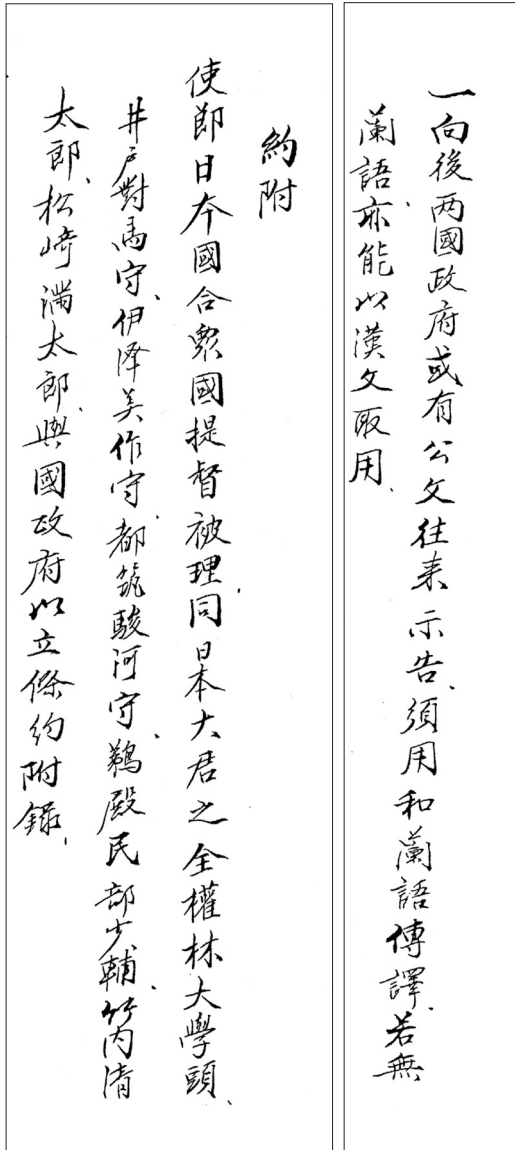 一向後两國政府或有公文往来示告、須用和蘭語傳譯、若無
蘭語、亦能以漢文取用、
約附
使即日本國合衆國提督被理、同日本大君之全權林大學頭、
井戶對馬守、伊泽美作守、都筑駿河守、鵜殿民部少輔、竹内清
太郎、松崎満太郎、與國政府以立條約附錄、